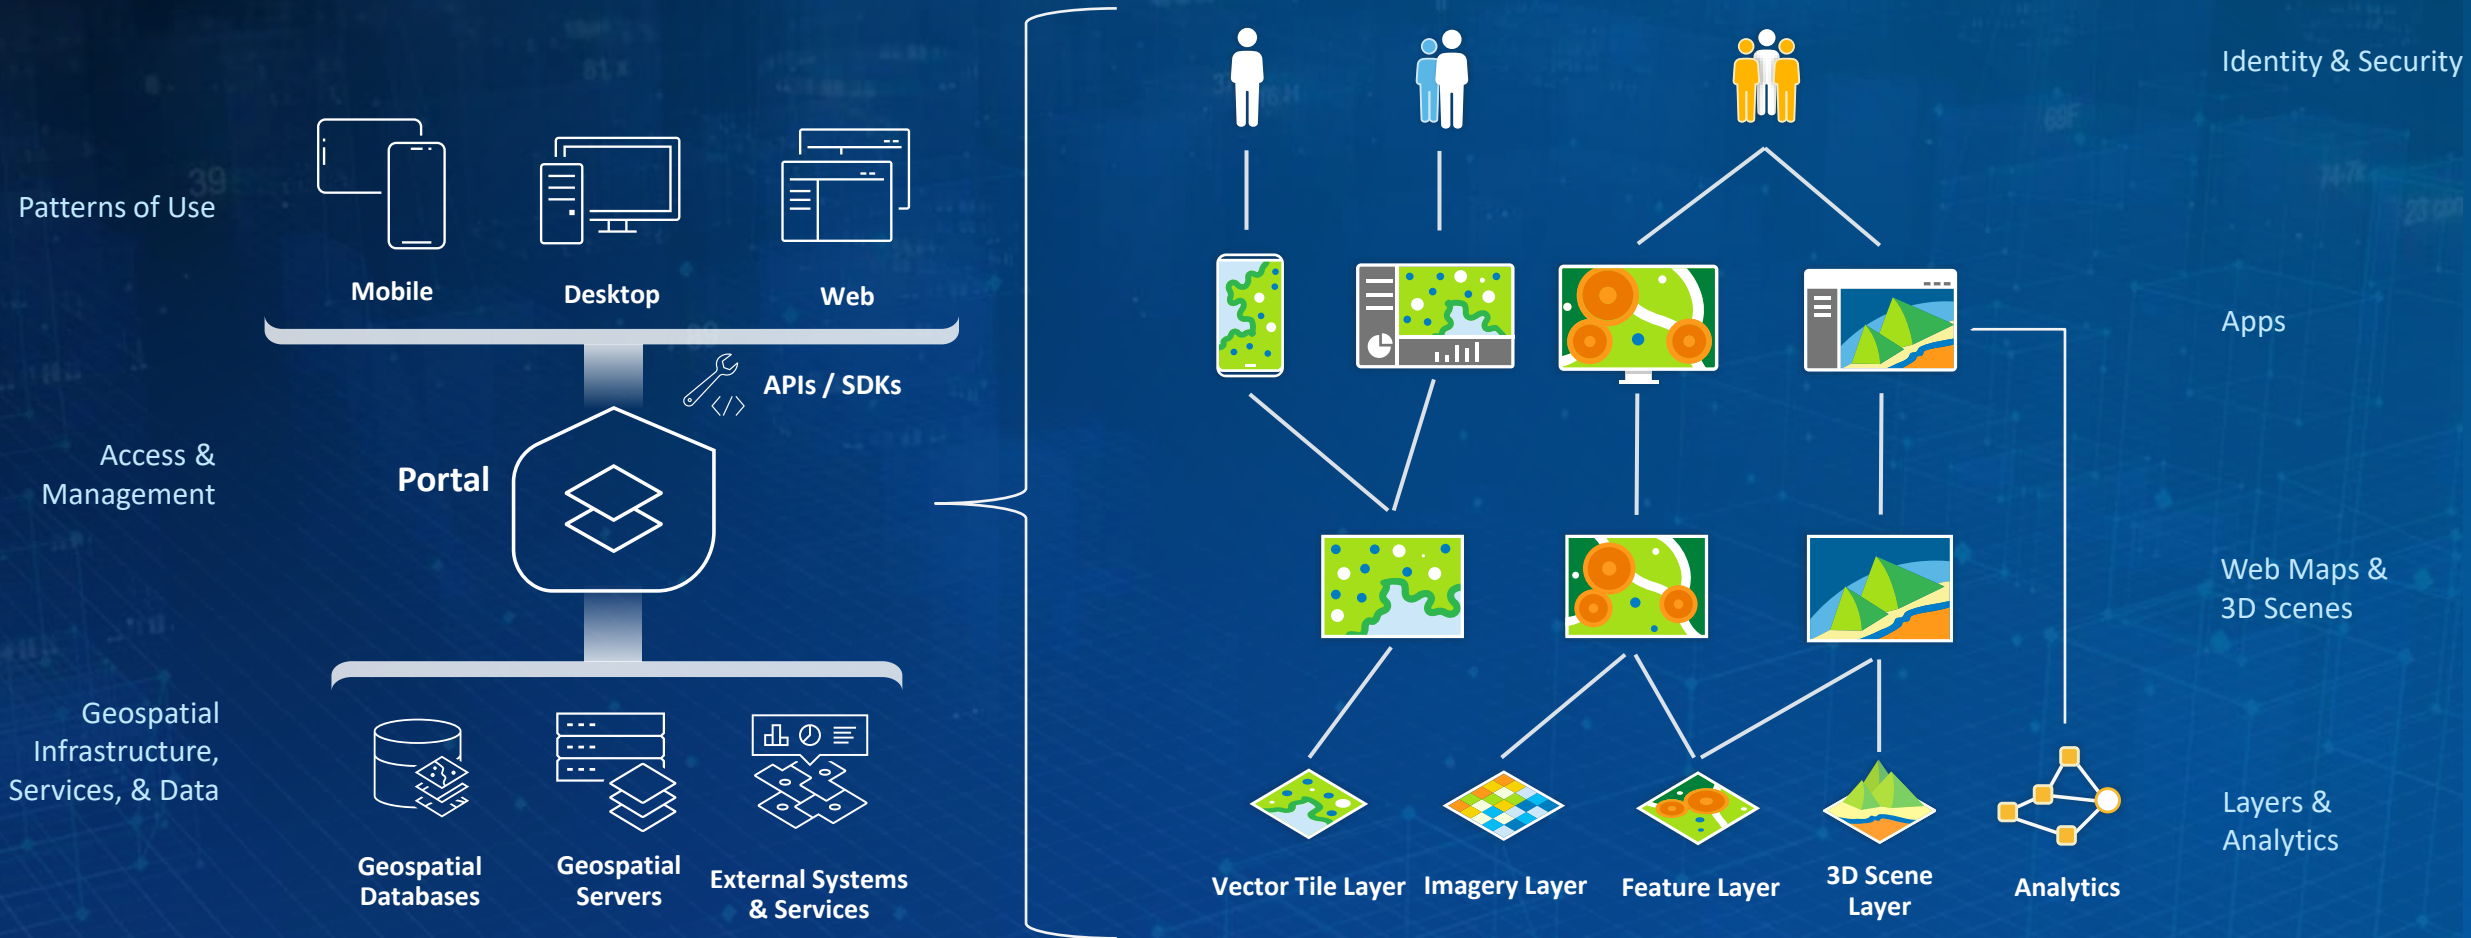 Patterns of Use
Mobile
Desktop
Web
APIs / SDKs
Access &
Management
Portal
Geospatial
Infrastructure,
Services, & Data
Geospatial
Databases
Geospatial
Servers
External Systems
& Services
Identity & Security
Apps
Web Maps &
3D Scenes
Layers &
Analytics
Vector Tile Layer
Imagery Layer
Feature Layer
3D Scene
Layer
Analytics